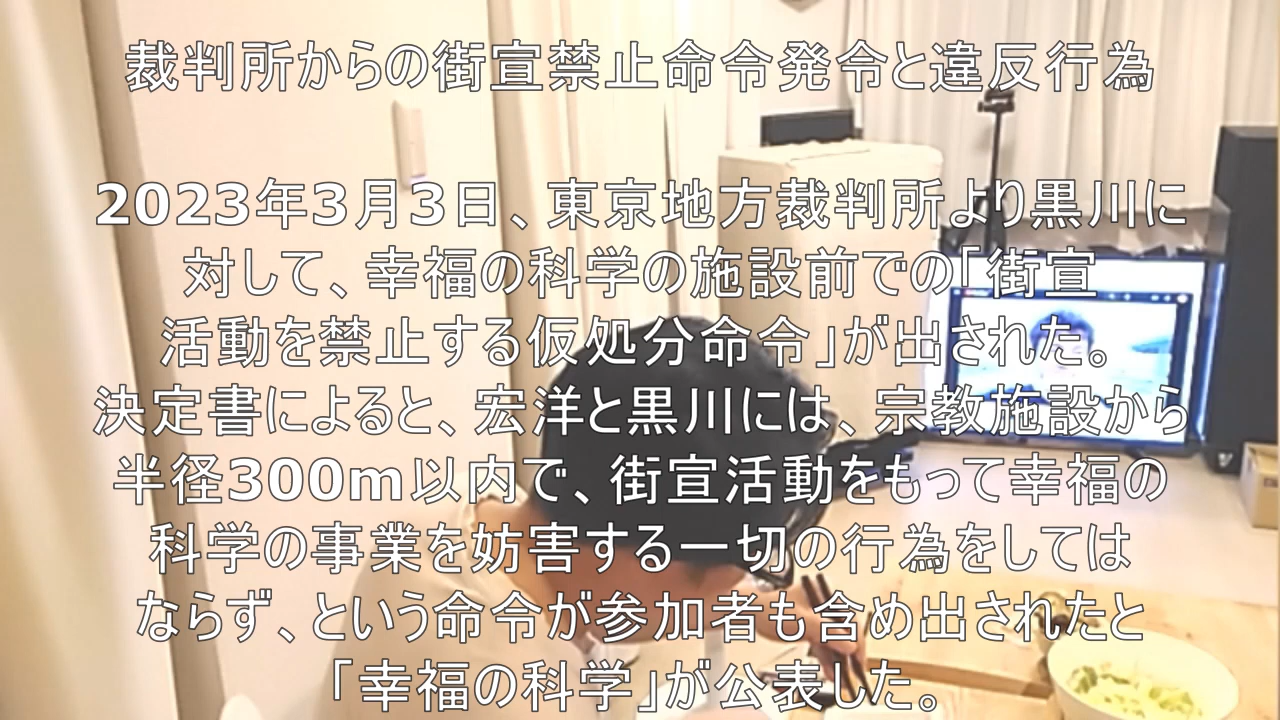 裁判所からの街宣禁止命令発令と違反行為
2023年3月3日、東京地方裁判所より黒川に
対して、幸福の科学の施設前での「街宣
活動を禁止する仮処分命令」が出された。
決定書によると、宏洋と黒川には、宗教施設から
半径300m以内で、街宣活動をもって幸福の
科学の事業を妨害する一切の行為をしては
ならず、という命令が参加者も含め出されたと
「幸福の科学」が公表した。